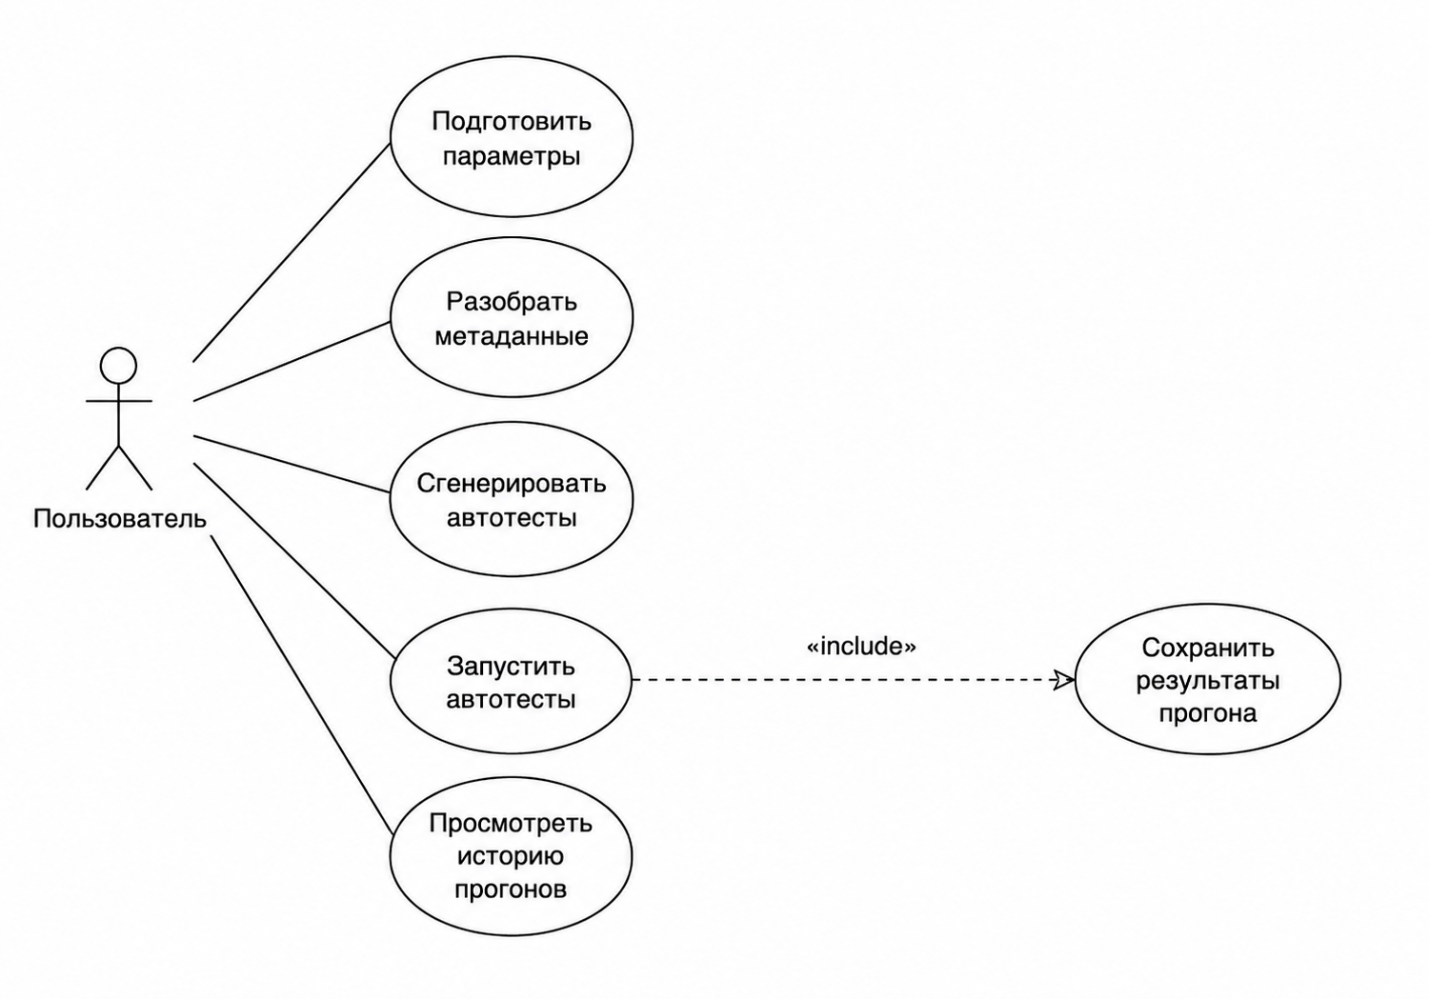 Подготовить
параметры
Разобрать
метаданные
Сгенерировать
автотесты
Пользователь
Запустить
автотесты
«include»
Сохранить
результаты
прогона
Просмотреть
историю
прогонов